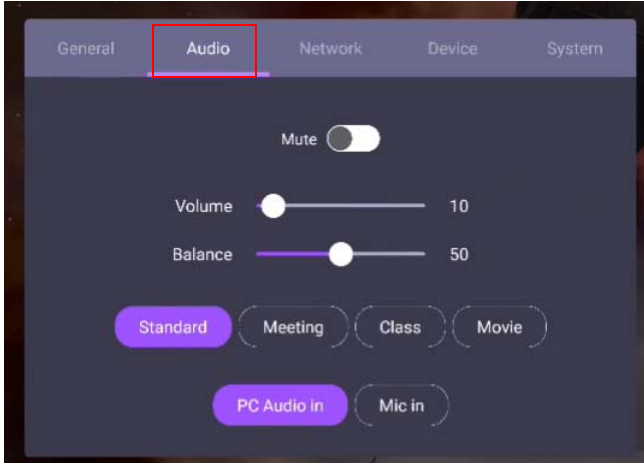 General Audio Network Device System
Mute
Volume 10
Balance 50
Standard Meeting Class Movie
PC Audio in Mic in